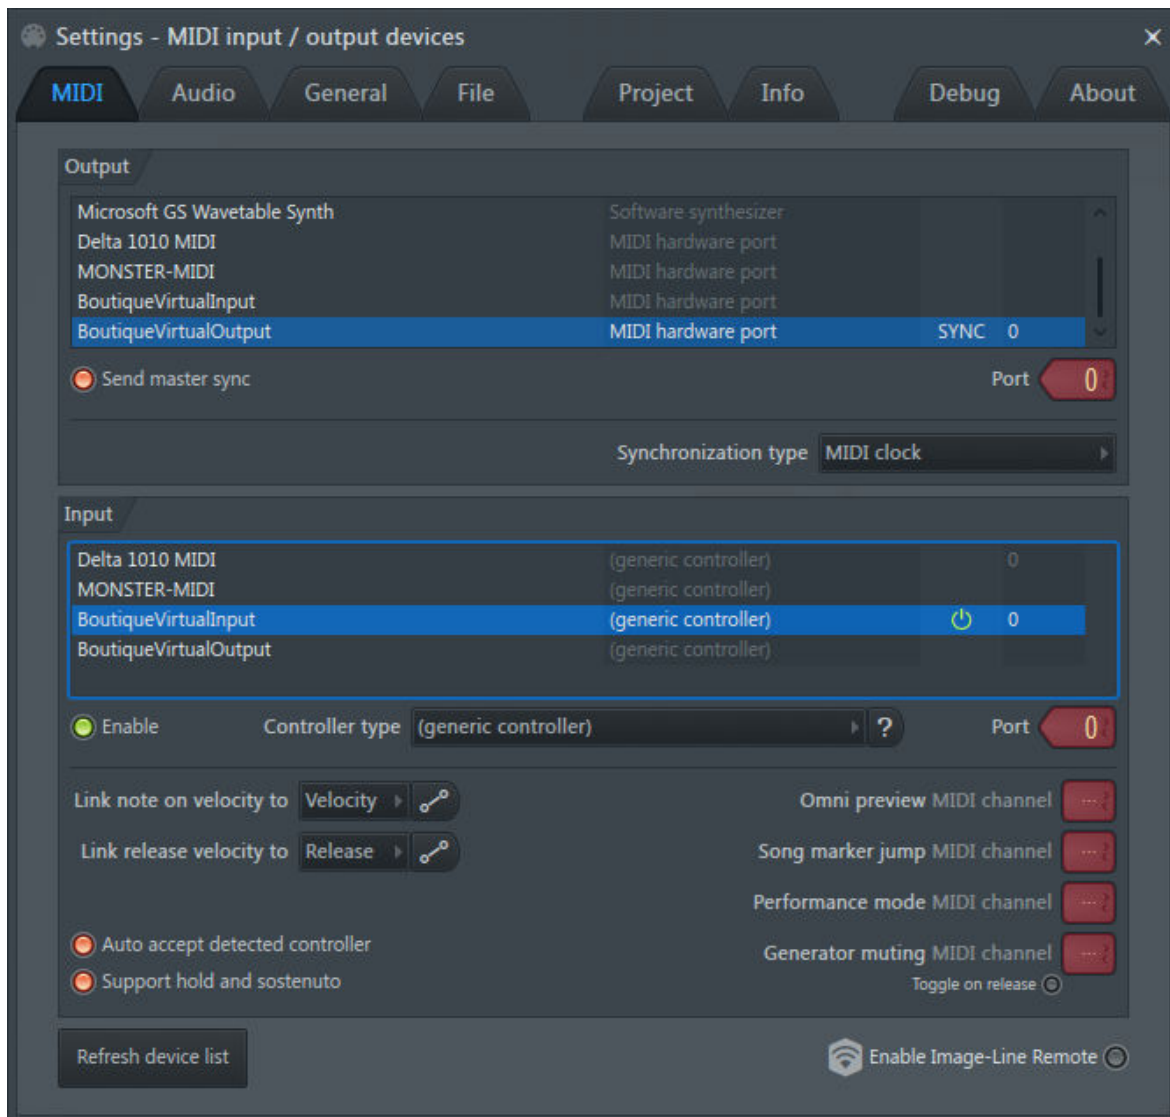 Settings - MIDI input / output devices
MIDI Audio General File Project Info Debug About
Output
Microsoft GS Wavetable Synth Software synthesizer
Delta 1010 MIDI MIDI hardware port
MONSTER-MIDI MIDI hardware port
BoutiqueVirtualInput MIDI hardware port
BoutiqueVirtualOutput MIDI hardware port SYNC 0
Send master sync Port 0
Synchronization type MIDI clock
Input
Delta 1010 MIDI (generic controller) 0
MONSTER-MIDI (generic controller)
BoutiqueVirtualInput (generic controller) 0
BoutiqueVirtualOutput (generic controller)
Enable Controller type (generic controller) ? Port 0
Link note on velocity to Velocity Omni preview MIDI channel ---
Link release velocity to Release Song marker jump MIDI channel ---
Performance mode MIDI channel ---
Auto accept detected controller Generator muting MIDI channel ---
Support hold and sostenuto Toggle on release
Refresh device list Enable Image-Line Remote